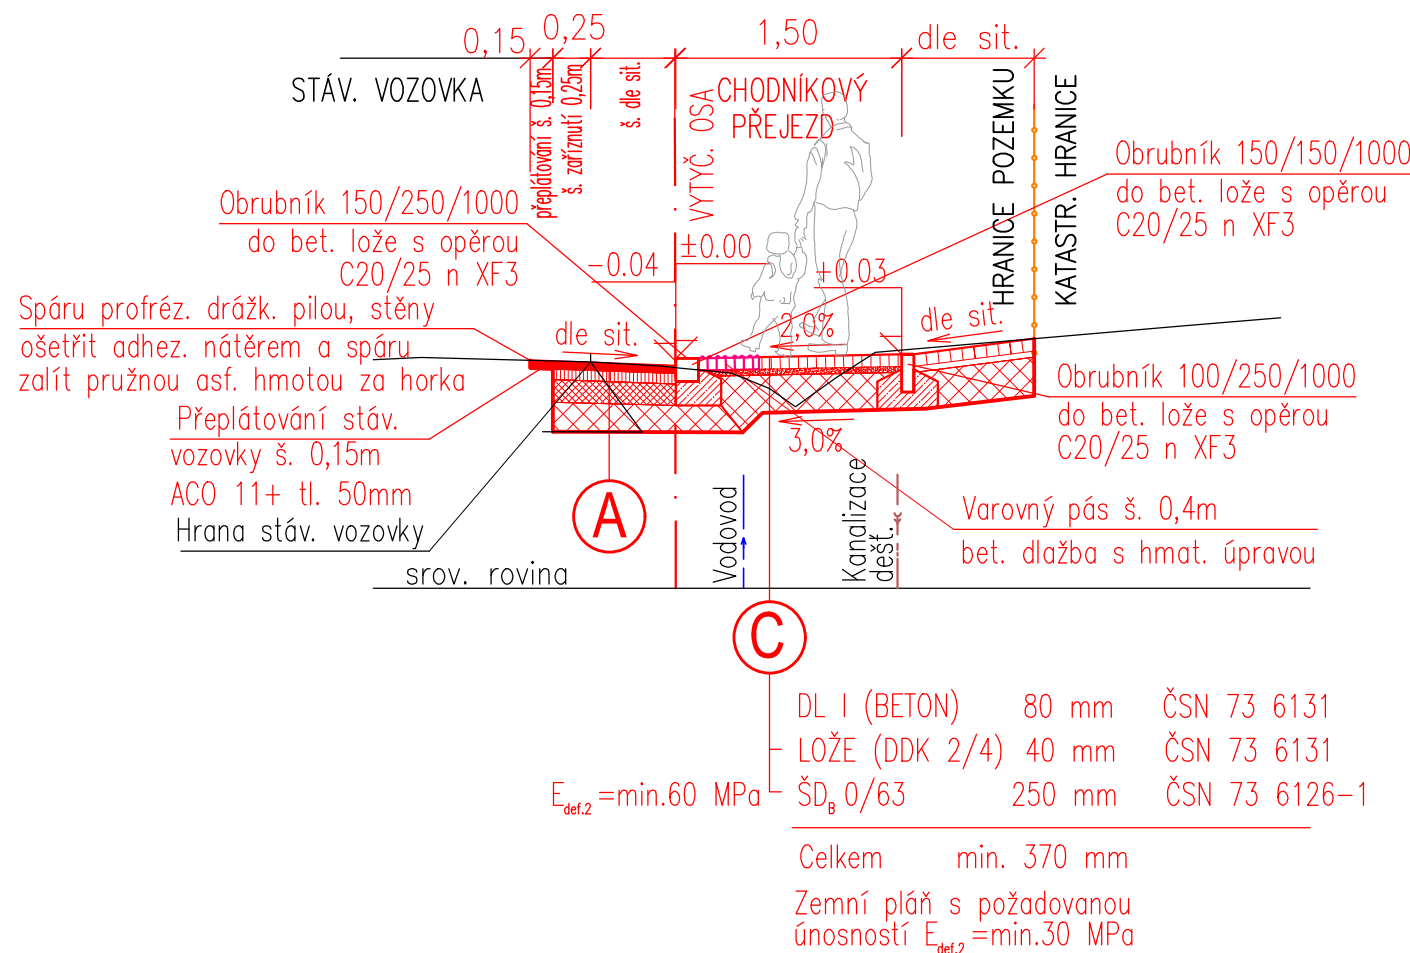 0,15
0,25
1,50
dle sit.
STÁV. VOZOVKA
přeplátování š. 0,15m
š. zaříznutí 0,25m
š. dle sit.
VYTYČ. OSA
CHODNÍKOVÝ
PŘEJEZD
HRANICE POZEMKU
KATASTR. HRANICE
Obrubník 150/150/1000
do bet. lože s opěrou
C20/25 n XF3
Obrubník 150/250/1000
do bet. lože s opěrou
C20/25 n XF3
-0.04
±0.00
+0.03
Spáru profréz. drážk. pilou, stěny
ošetřit adhez. nátěrem a spáru
zalít pružnou asf. hmotou za horka
dle sit.
2,0%
dle sit.
Přeplátování stáv.
vozovky š. 0,15m
ACO 11+ tl. 50mm
3,0%
Obrubník 100/250/1000
do bet. lože s opěrou
C20/25 n XF3
Hrana stáv. vozovky
A
Vodovod
Kanalizace
dešť.
Varovný pás š. 0,4m
bet. dlažba s hmat. úpravou
srov. rovina
C
DL I (BETON) 80 mm ČSN 73 6131
LOŽE (DDK 2/4) 40 mm ČSN 73 6131
E def.2 =min.60 MPa ŠD B 0/63 250 mm ČSN 73 6126-1
Celkem min. 370 mm
Zemní pláň s požadovanou
únosností E def.2 =min.30 MPa